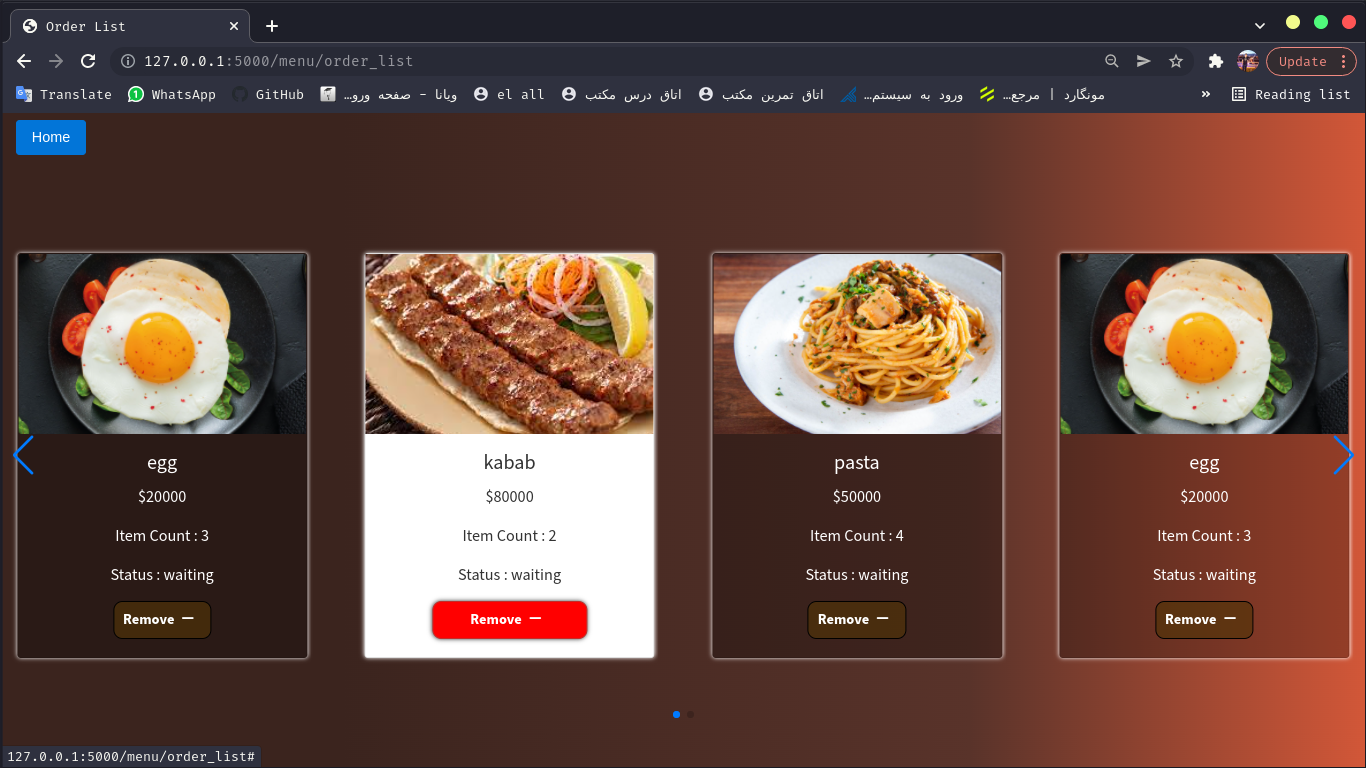 Order List
127.0.0.1:5000/menu/order_list
Update
Translate
WhatsApp
GitHub
ویانا - صفحه ورو...
el all
اتاق درس مکتب
اتاق تمرین مکتب
ورود به سیستم...
مونگارد | مرجع...
»
Reading list
Home
egg
$20000
Item Count : 3
Status : waiting
Remove
kabab
$80000
Item Count : 2
Status : waiting
Remove
pasta
$50000
Item Count : 4
Status : waiting
Remove
egg
$20000
Item Count : 3
Status : waiting
Remove
127.0.0.1:5000/menu/order_list#